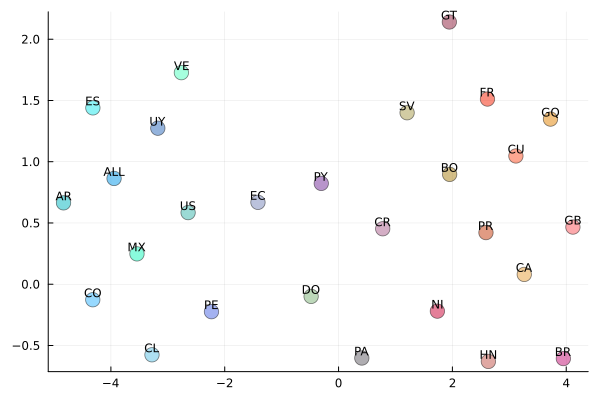 GT
2.0
VE
1.5
ES
FR
SV
GQ
UY
CU
1.0
BO
ALL
PY
AR
EC
0.5
US
GB
CR
PR
MX
CA
0.0
CO
DO
PE
NI
−0.5
CL
PA
HN
BR
−4
−2
0
2
4